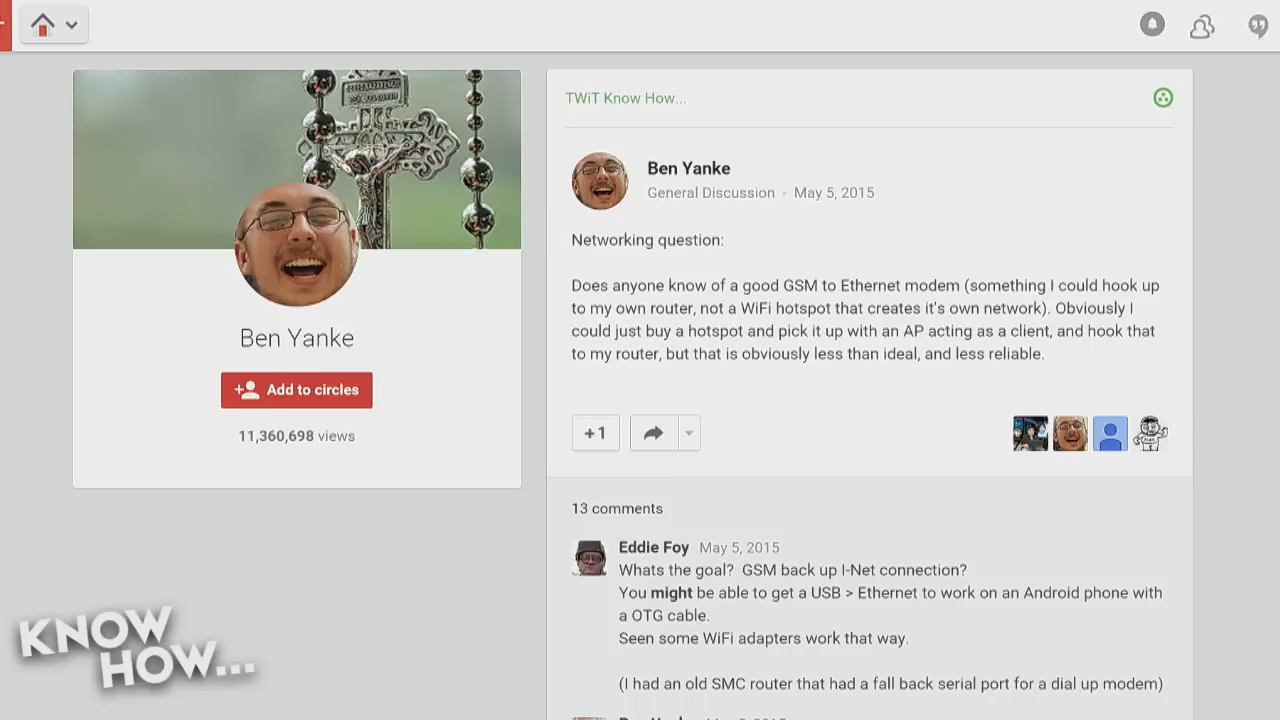 Ben Yanke
Add to circles
11,360,698 views
TWiT Know How...
Ben Yanke
General Discussion - May 5, 2015
Networking question:
Does anyone know of a good GSM to Ethernet modem (something I could hook up
to my own router, not a WiFi hotspot that creates it's own network). Obviously I
could just buy a hotspot and pick it up with an AP acting as a client, and hook that
to my router, but that is obviously less than ideal, and less reliable.
+1
13 comments
Eddie Foy May 5, 2015
Whats the goal? GSM back up I-Net connection?
You might be able to get a USB > Ethernet to work on an Android phone with
a OTG cable.
Seen some WiFi adapters work that way.
(I had an old SMC router that had a fall back serial port for a dial up modem)
KNOW
HOW...